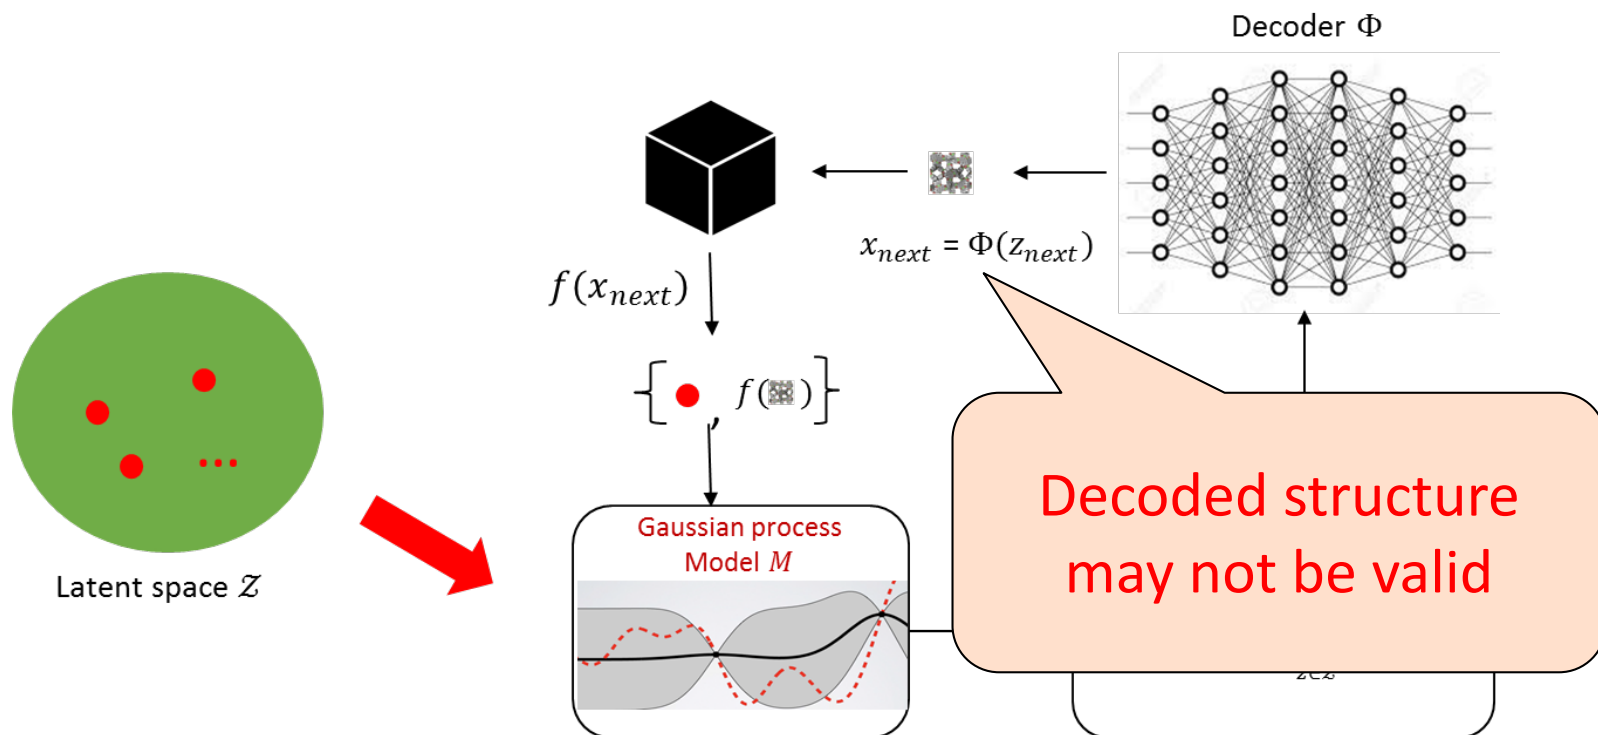 Decoder Φ
x_next = Φ(z_next)
f(x_next)
{ , f( ) }
...
Latent space 𝒵
Gaussian process
Model M
Decoded structure
may not be valid
z∈𝒵